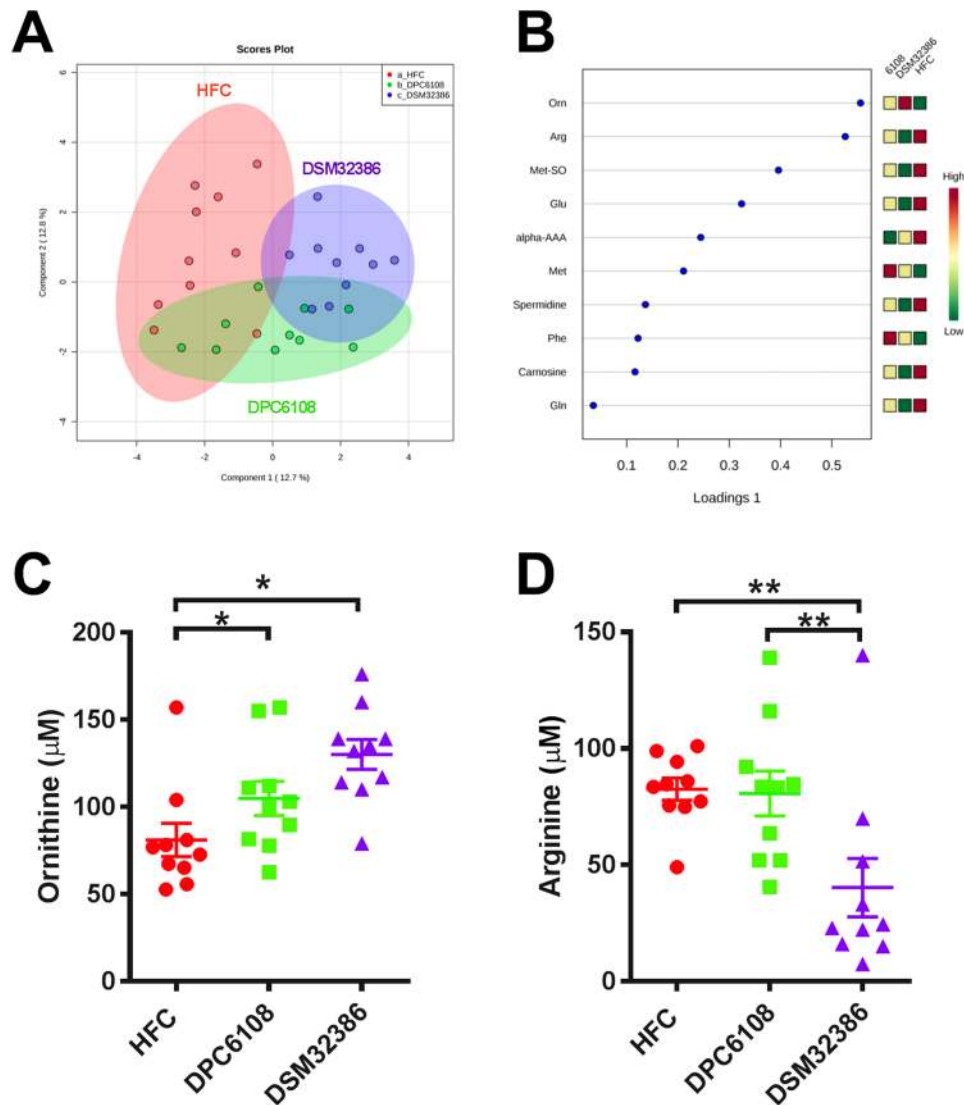 A
Scores Plot
a_HFC
b_DPC6108
c_DSM32386
HFC
DSM32386
DPC6108
6
4
2
0
-2
-4
Component 2 ( 12.8 %)
-4
-2
0
2
4
Component 1 ( 12.7 %)
B
6108
DSM32386
HFC
Orn
Arg
Met-SO
Glu
alpha-AAA
Met
Spermidine
Phe
Carnosine
Gln
High
Low
0.1
0.2
0.3
0.4
0.5
Loadings 1
C
*
*
200
150
100
50
0
Ornithine (μM)
HFC
DPC6108
DSM32386
D
**
**
150
100
50
0
Arginine (μM)
HFC
DPC6108
DSM32386